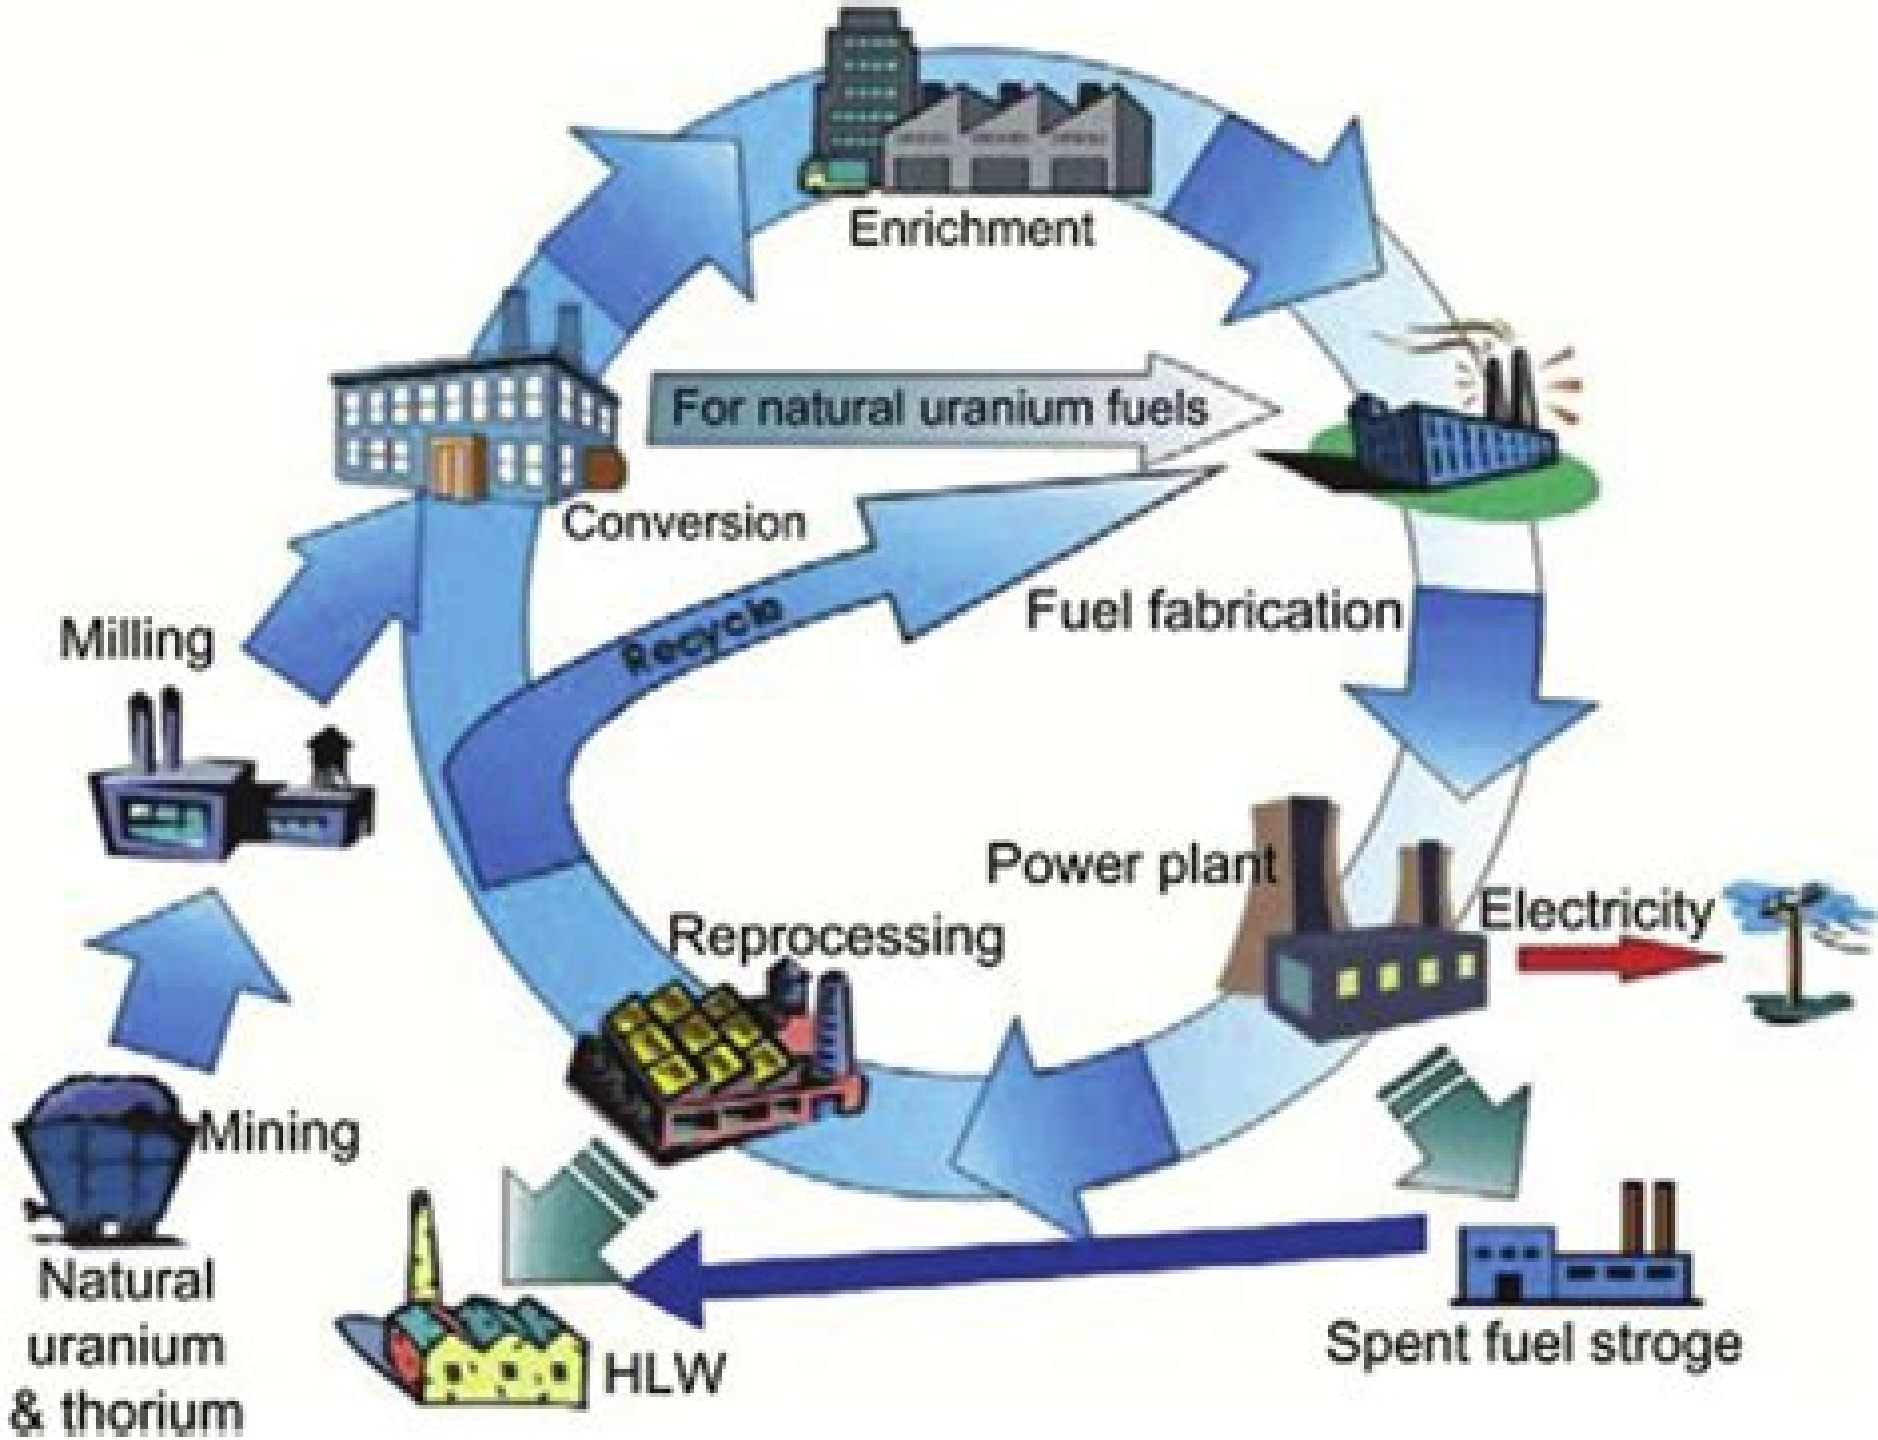 Enrichment
For natural uranium fuels
Conversion
Recycle
Fuel fabrication
Milling
Power plant
Electricity
Reprocessing
Mining
Natural
uranium
& thorium
HLW
Spent fuel stroge